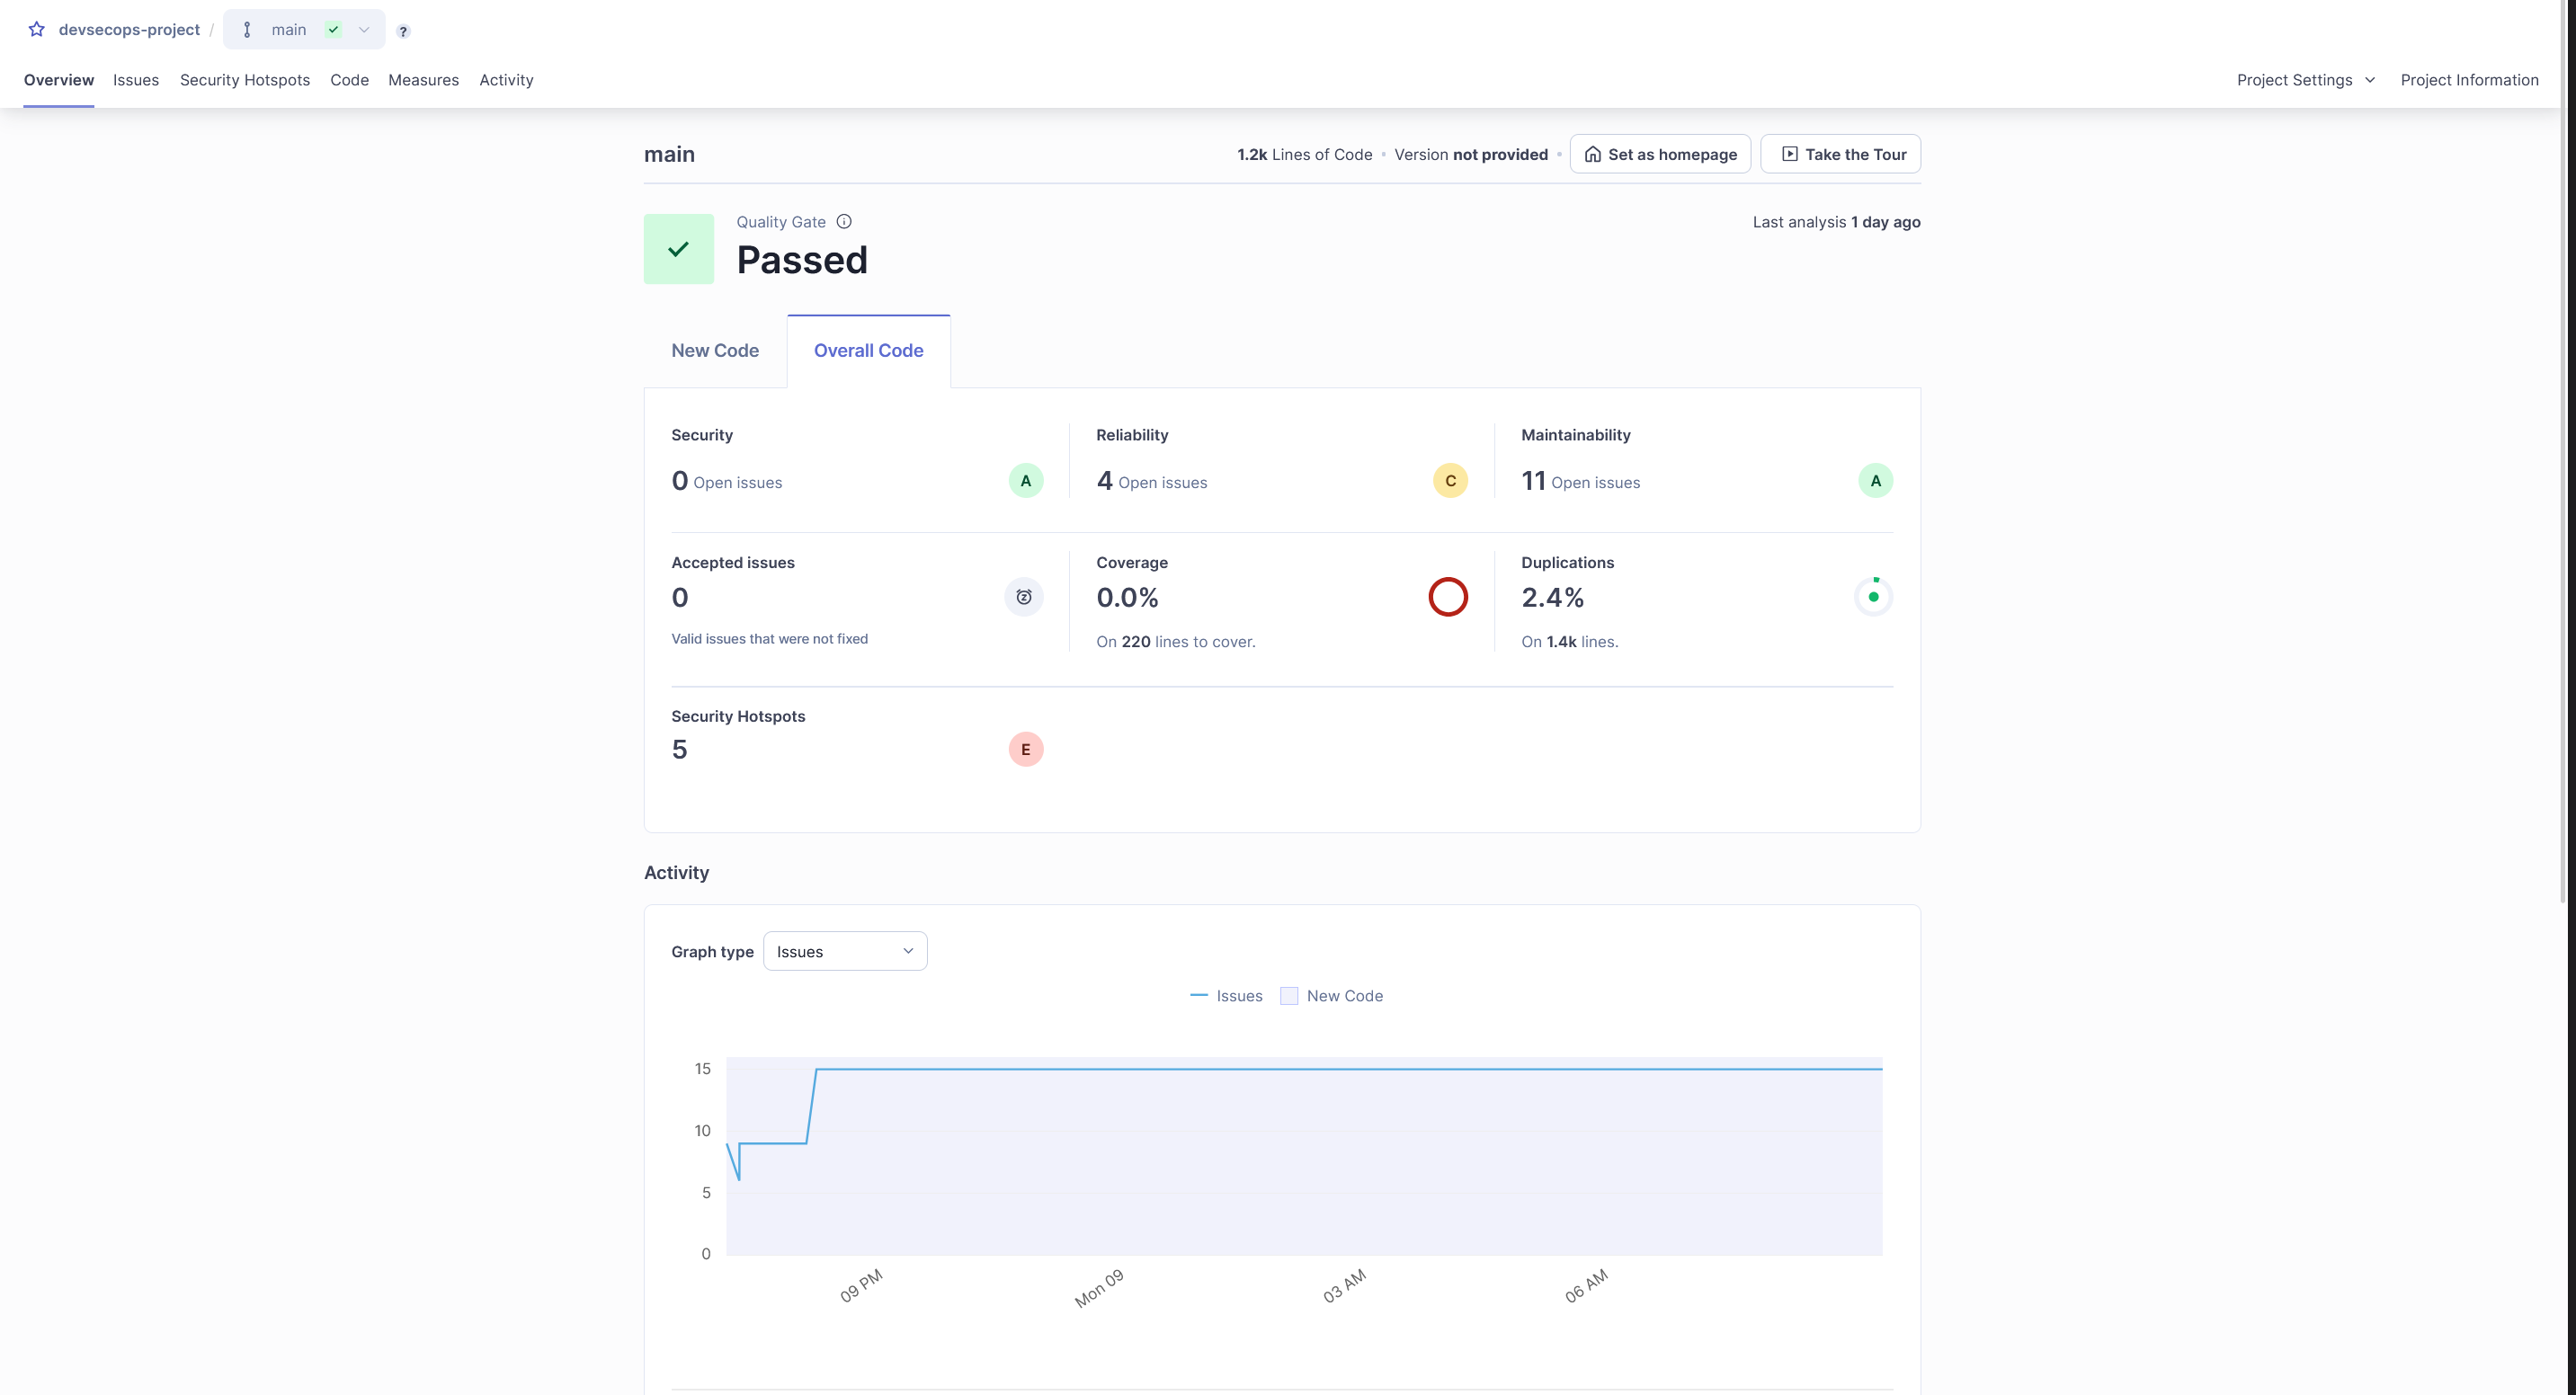 devsecops-project / main ?
Overview Issues Security Hotspots Code Measures Activity Project Settings Project Information
main 1.2k Lines of Code • Version not provided • Set as homepage Take the Tour
Quality Gate Last analysis 1 day ago
Passed
New Code Overall Code
Security Reliability Maintainability
0 Open issues A 4 Open issues C 11 Open issues A
Accepted issues Coverage Duplications
0 0.0% 2.4%
Valid issues that were not fixed On 220 lines to cover. On 1.4k lines.
Security Hotspots
5 E
Activity
Graph type Issues
Issues New Code
15
10
5
0
09 PM Mon 09 03 AM 06 AM